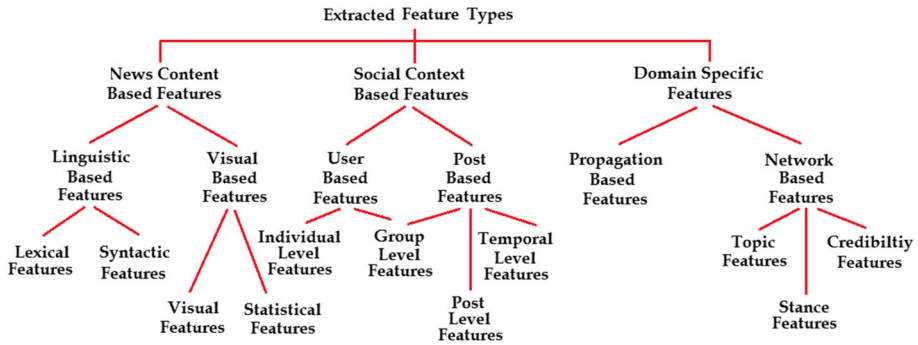 Extracted Feature Types
News Content
Based Features
Social Context
Based Features
Domain Specific
Features
Linguistic
Based
Features
Visual
Based
Features
User
Based
Features
Post
Based
Features
Propagation
Based
Features
Network
Based
Features
Lexical
Features
Syntactic
Features
Visual
Features
Statistical
Features
Individual
Level
Features
Group
Level
Features
Post
Level
Features
Temporal
Level
Features
Topic
Features
Stance
Features
Credibiltiy
Features